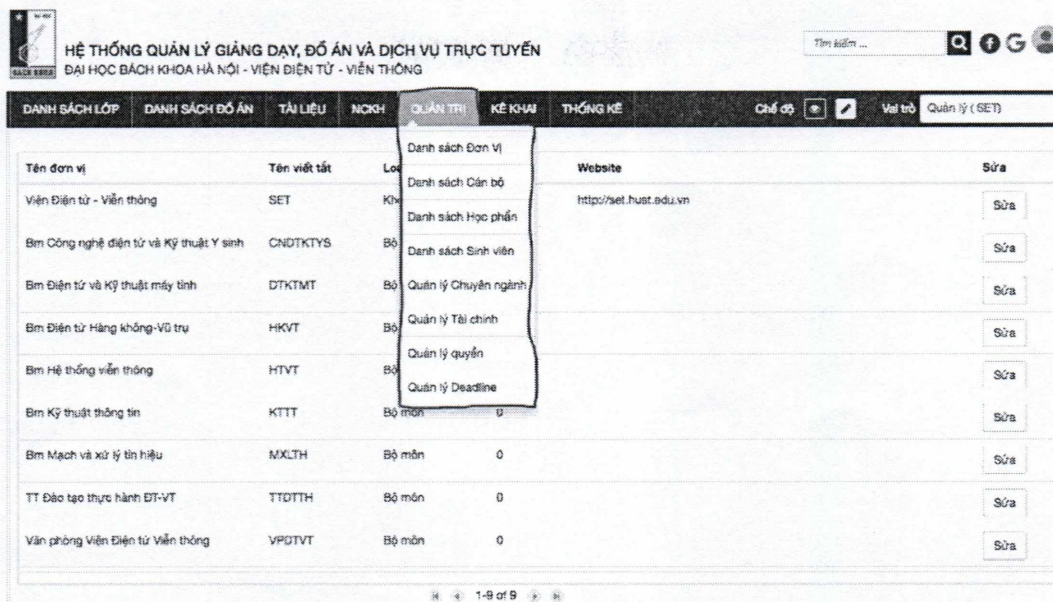 BÁCH KHOA
HỆ THỐNG QUẢN LÝ GIẢNG DẠY, ĐỒ ÁN VÀ DỊCH VỤ TRỰC TUYẾN
ĐẠI HỌC BÁCH KHOA HÀ NỘI - VIỆN ĐIỆN TỬ - VIỄN THÔNG
Tìm kiếm ...
DANH SÁCH LỚP DANH SÁCH ĐỒ ÁN TÀI LIỆU NCKH QUẢN TRỊ KÊ KHAI THỐNG KÊ Chế độ Vai trò Quản lý ( SET)
Danh sách Đơn Vị
Danh sách Cán bộ
Danh sách Học phần
Danh sách Sinh viên
Quản lý Chuyên ngành
Quản lý Tài chính
Quản lý quyền
Quản lý Deadline
Tên đơn vị Tên viết tắt Website Sửa
Viện Điện tử - Viễn thông SET http://set.hust.edu.vn Sửa
Bm Công nghệ điện tử và Kỹ thuật Y sinh CNDTKTYS Bộ Sửa
Bm Điện tử và Kỹ thuật máy tính DTKTMT Bộ Sửa
Bm Điện tử Hàng không-Vũ trụ HKVT Bộ Sửa
Bm Hệ thống viễn thông HTVT Bộ Sửa
Bm Kỹ thuật thông tin KTTT Bộ môn 0 Sửa
Bm Mạch và xử lý tín hiệu MXLTH Bộ môn 0 Sửa
TT Đào tạo thực hành ĐT-VT TTDTTH Bộ môn 0 Sửa
Văn phòng Viện Điện tử Viễn thông VPDTVT Bộ môn 0 Sửa
1-9 of 9